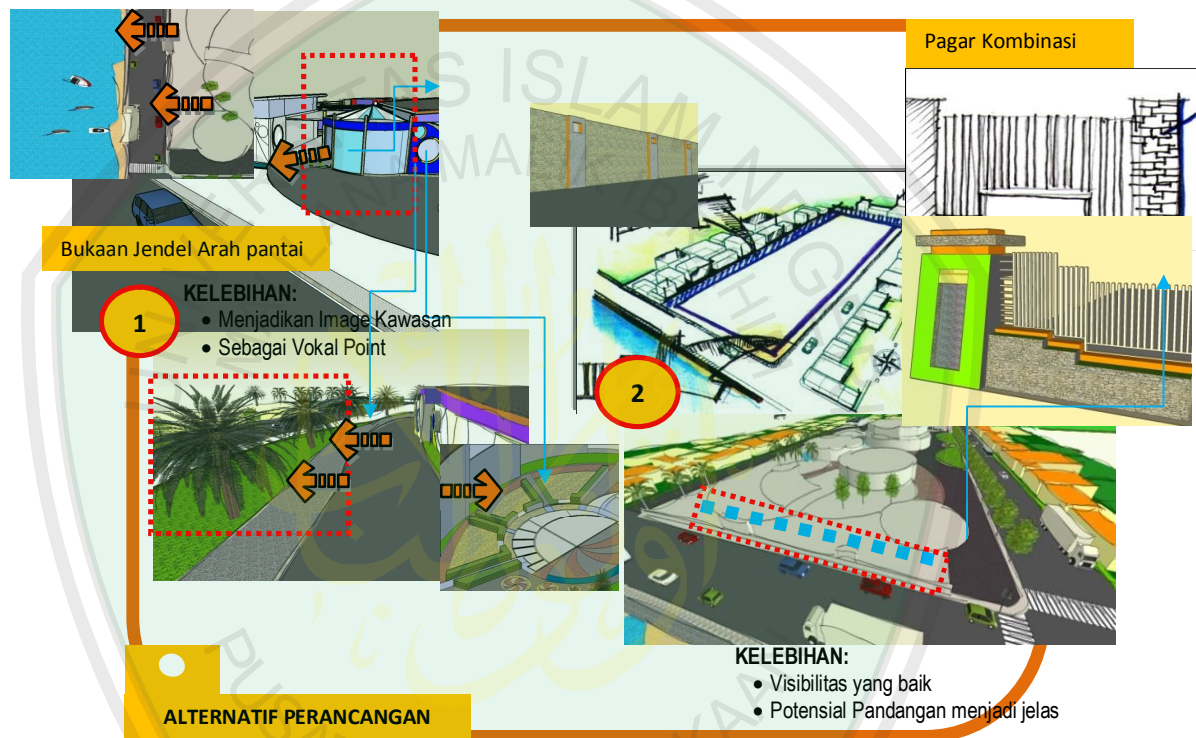 Pagar Kombinasi
Bukaan Jendel Arah pantai
1
KELEBIHAN:
• Menjadikan Image Kawasan
• Sebagai Vokal Point
2
KELEBIHAN:
• Visibilitas yang baik
• Potensial Pandangan menjadi jelas
ALTERNATIF PERANCANGAN